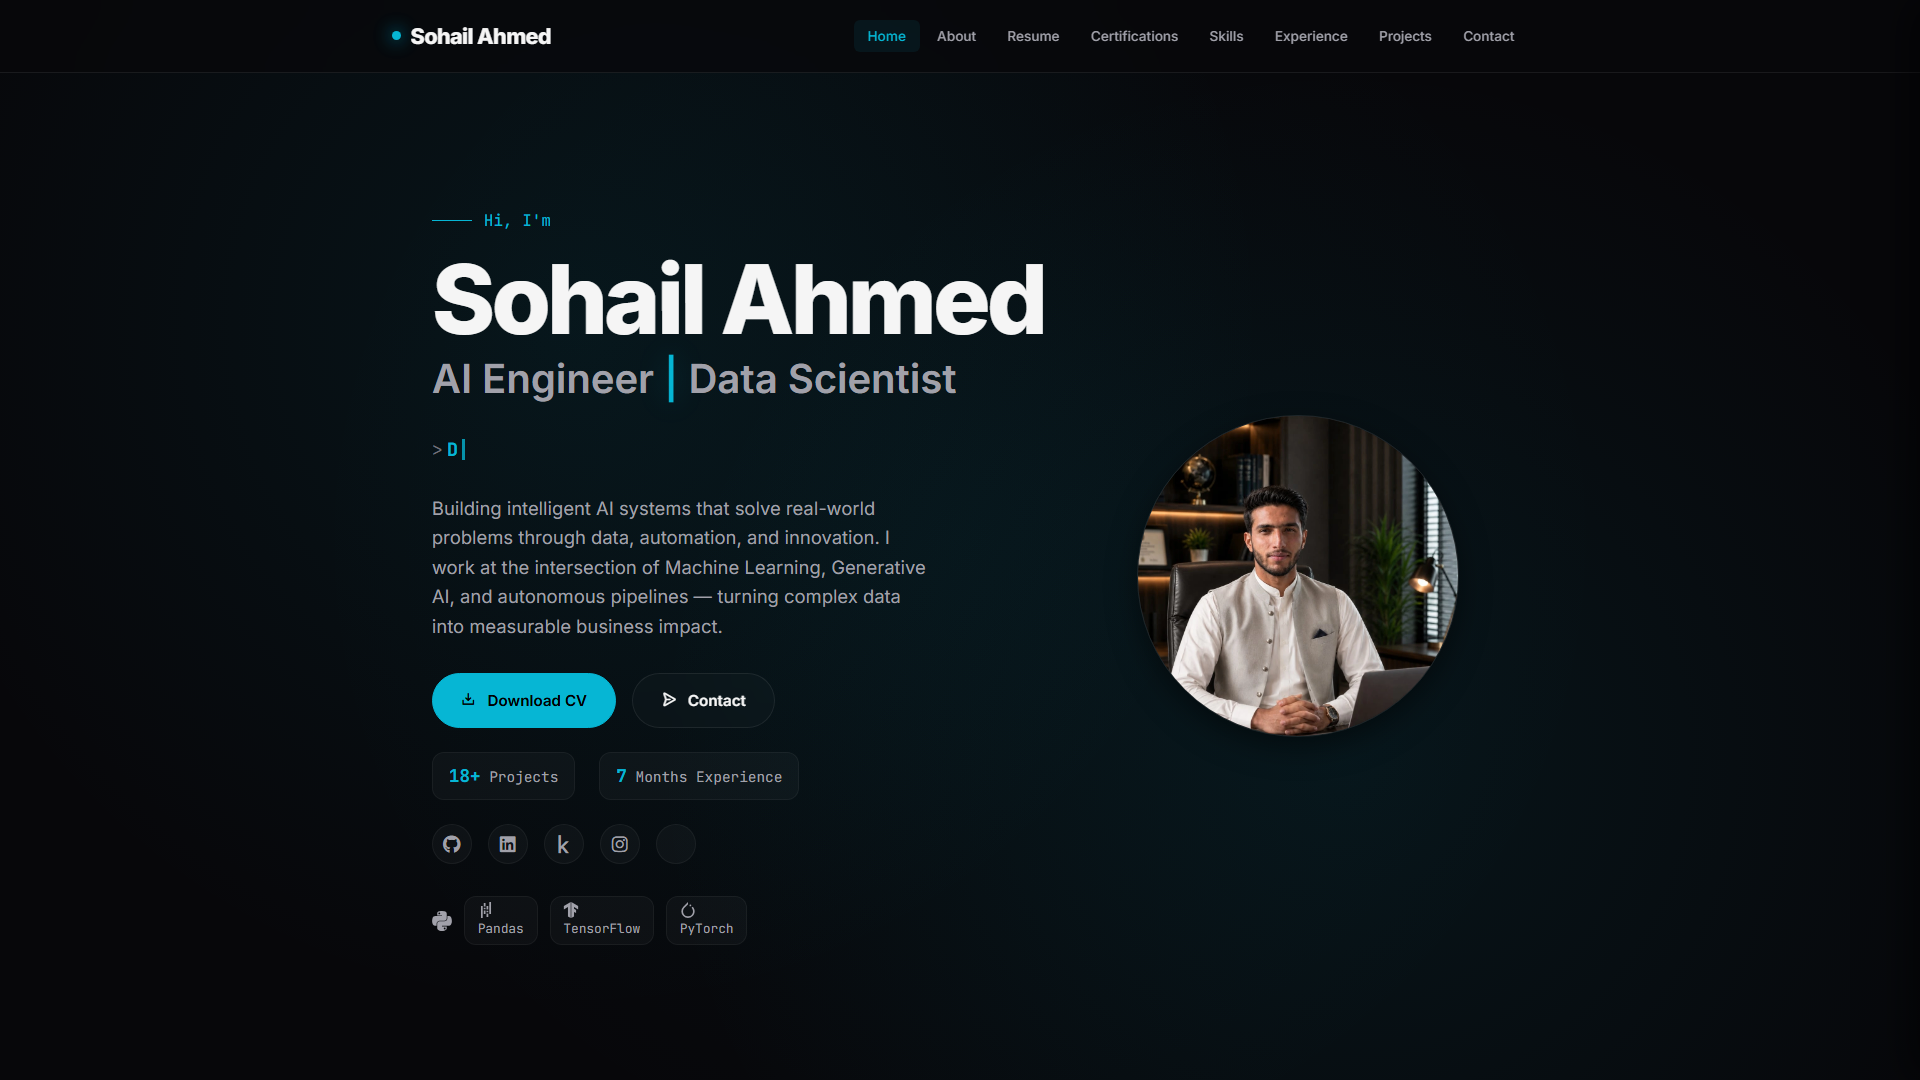 Sohail Ahmed
Home
About
Resume
Certifications
Skills
Experience
Projects
Contact
Hi, I'm
Sohail Ahmed
AI Engineer | Data Scientist
> D
Building intelligent AI systems that solve real-world
problems through data, automation, and innovation. I
work at the intersection of Machine Learning, Generative
AI, and autonomous pipelines — turning complex data
into measurable business impact.
Download CV
Contact
18+ Projects
7 Months Experience
Pandas
TensorFlow
PyTorch